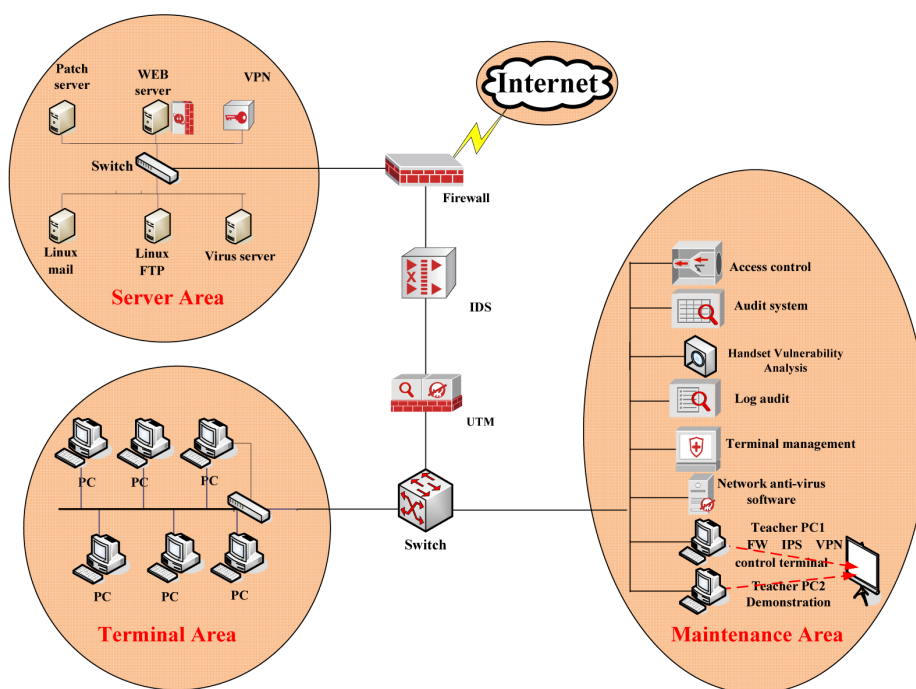 Patch
server
WEB
server
VPN
Switch
Linux
mail
Linux
FTP
Virus server
Server Area
Internet
Firewall
IDS
UTM
Switch
PC
PC
PC
PC
PC
PC
Terminal Area
Access control
Audit system
Handset Vulnerability
Analysis
Log audit
Terminal management
Network anti-virus
software
Teacher PC1
FW IPS VPN
control terminal
Teacher PC2
Demonstration
Maintenance Area